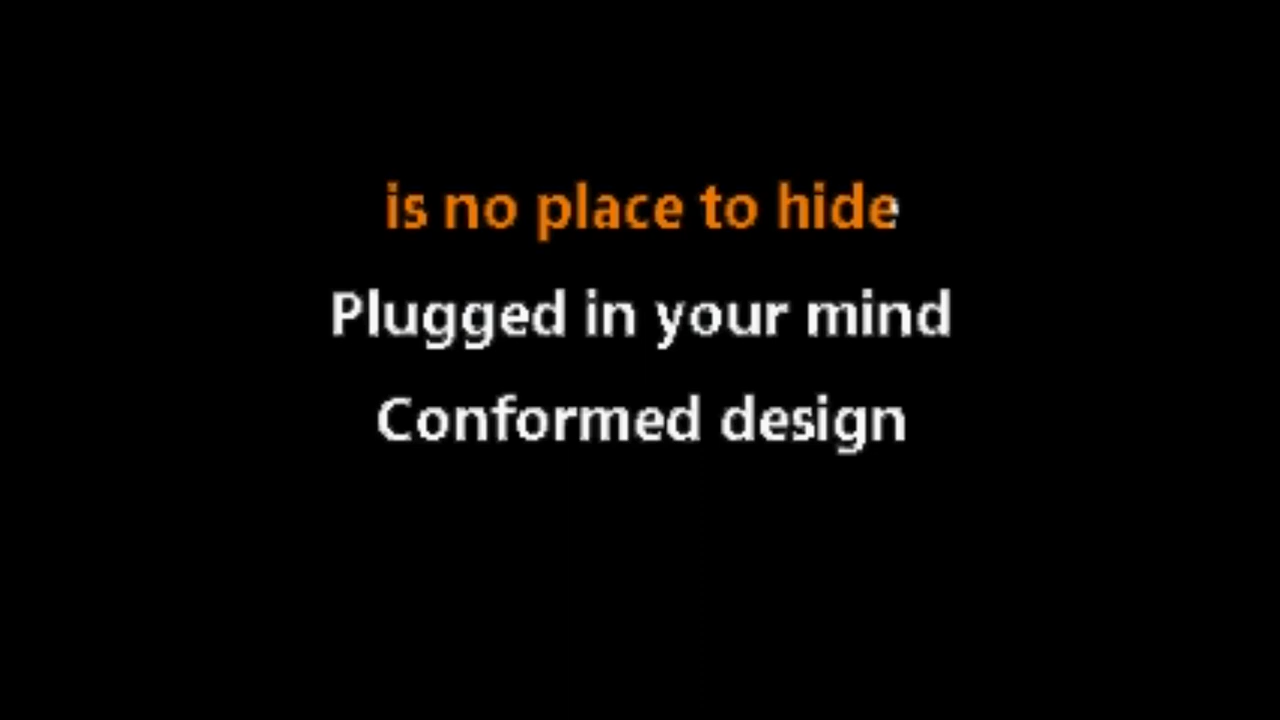 is no place to hide
Plugged in your mind
Conformed design